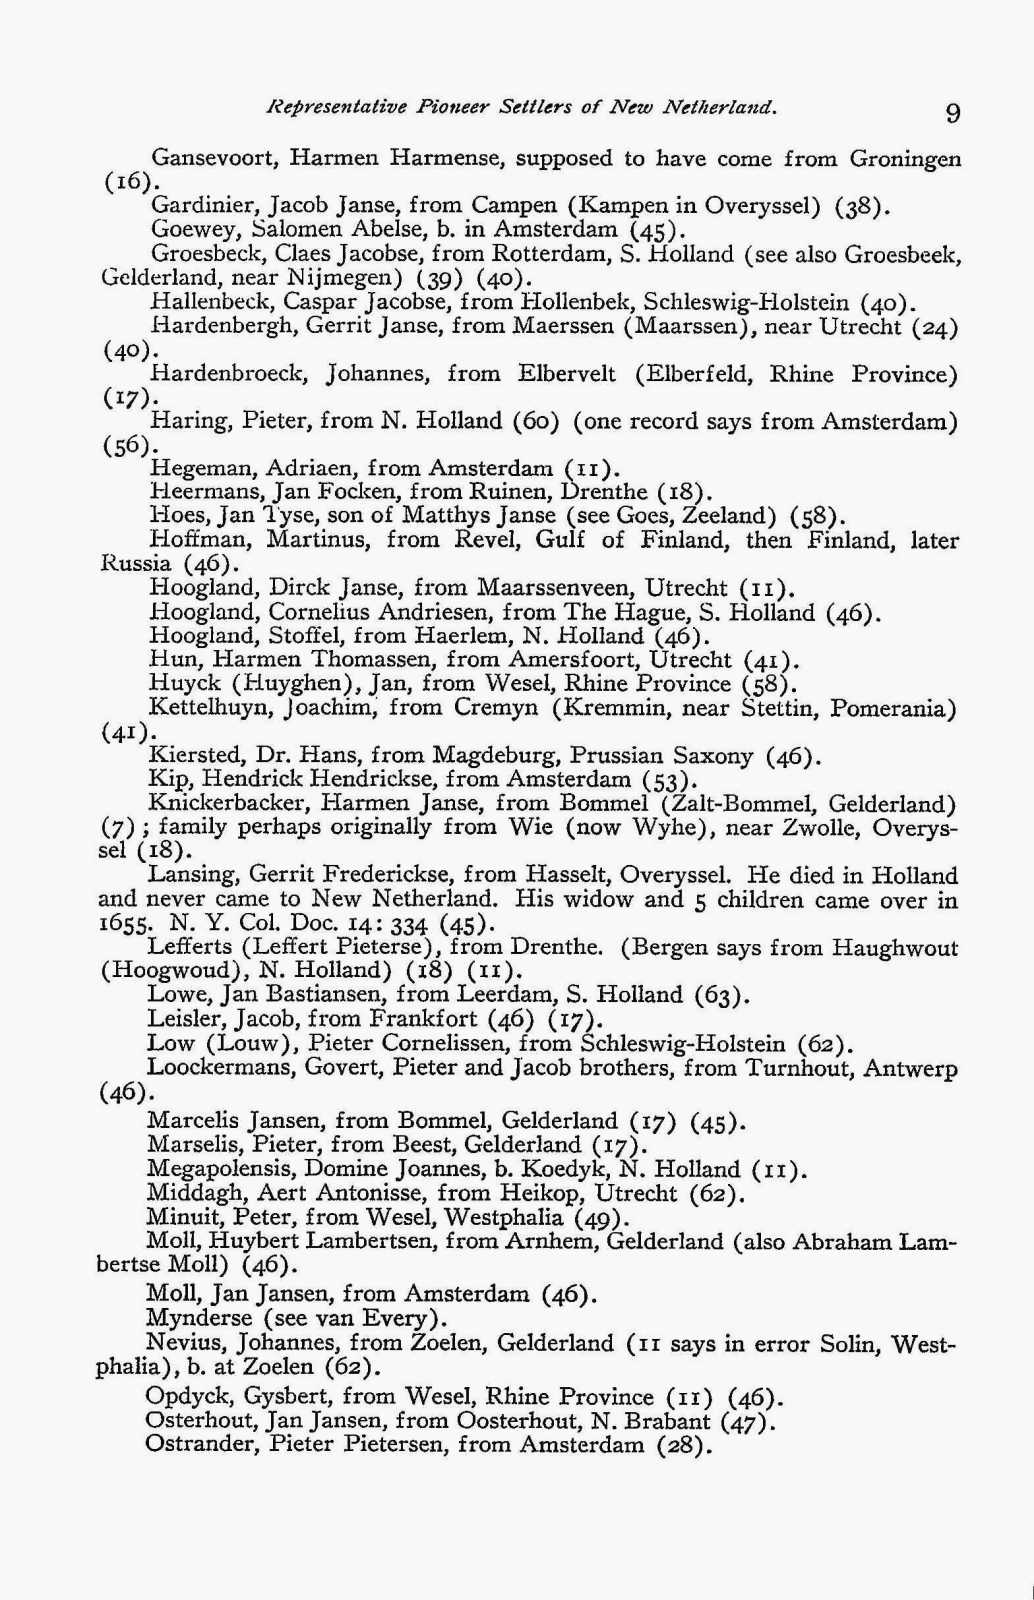 Representative Pioneer Settlers of New Netherland. 9
Gansevoort, Harmen Harmense, supposed to have come from Groningen
(16).
Gardinier, Jacob Janse, from Campen (Kampen in Overyssel) (38).
Goewey, Salomen Abelse, b. in Amsterdam (45).
Groesbeck, Claes Jacobse, from Rotterdam, S. Holland (see also Groesbeek,
Gelderland, near Nijmegen) (39) (40).
Hallenbeck, Caspar Jacobse, from Hollenbek, Schleswig-Holstein (40).
Hardenbergh, Gerrit Janse, from Maerssen (Maarssen), near Utrecht (24)
(40).
Hardenbroeck, Johannes, from Elbervelt (Elberfeld, Rhine Province)
(17).
Haring, Pieter, from N. Holland (60) (one record says from Amsterdam)
(56).
Hegeman, Adriaen, from Amsterdam (11).
Heermans, Jan Focken, from Ruinen, Drenthe (18).
Hoes, Jan Tyse, son of Matthys Janse (see Goes, Zeeland) (58).
Hoffman, Martinus, from Revel, Gulf of Finland, then Finland, later
Russia (46).
Hoogland, Dirck Janse, from Maarssenveen, Utrecht (11).
Hoogland, Cornelius Andriesen, from The Hague, S. Holland (46).
Hoogland, Stoffel, from Haerlem, N. Holland (46).
Hun, Harmen Thomassen, from Amersfoort, Utrecht (41).
Huyck (Huyghen), Jan, from Wesel, Rhine Province (58).
Kettelhuyn, Joachim, from Cremyn (Kremmin, near Stettin, Pomerania)
(41).
Kiersted, Dr. Hans, from Magdeburg, Prussian Saxony (46).
Kip, Hendrick Hendrickse, from Amsterdam (53).
Knickerbacker, Harmen Janse, from Bommel (Zalt-Bommel, Gelderland)
(7) ; family perhaps originally from Wie (now Wyhe), near Zwolle, Overys-
sel (18).
Lansing, Gerrit Frederickse, from Hasselt, Overyssel. He died in Holland
and never came to New Netherland. His widow and 5 children came over in
1655. N. Y. Col. Doc. 14: 334 (45).
Lefferts (Leffert Pieterse), from Drenthe. (Bergen says from Haughwout
(Hoogwoud), N. Holland) (18) (11).
Lowe, Jan Bastiansen, from Leerdam, S. Holland (63).
Leisler, Jacob, from Frankfort (46) (17).
Low (Louw), Pieter Cornelissen, from Schleswig-Holstein (62).
Loockermans, Govert, Pieter and Jacob brothers, from Turnhout, Antwerp
(46).
Marcelis Jansen, from Bommel, Gelderland (17) (45).
Marselis, Pieter, from Beest, Gelderland (17).
Megapolensis, Domine Joannes, b. Koedyk, N. Holland (11).
Middagh, Aert Antonisse, from Heikop, Utrecht (62).
Minuit, Peter, from Wesel, Westphalia (49).
Moll, Huybert Lambertsen, from Arnhem, Gelderland (also Abraham Lam-
bertse Moll) (46).
Moll, Jan Jansen, from Amsterdam (46).
Mynderse (see van Every).
Nevius, Johannes, from Zoelen, Gelderland (11 says in error Solin, West-
phalia), b. at Zoelen (62).
Opdyck, Gysbert, from Wesel, Rhine Province (11) (46).
Osterhout, Jan Jansen, from Oosterhout, N. Brabant (47).
Ostrander, Pieter Pietersen, from Amsterdam (28).